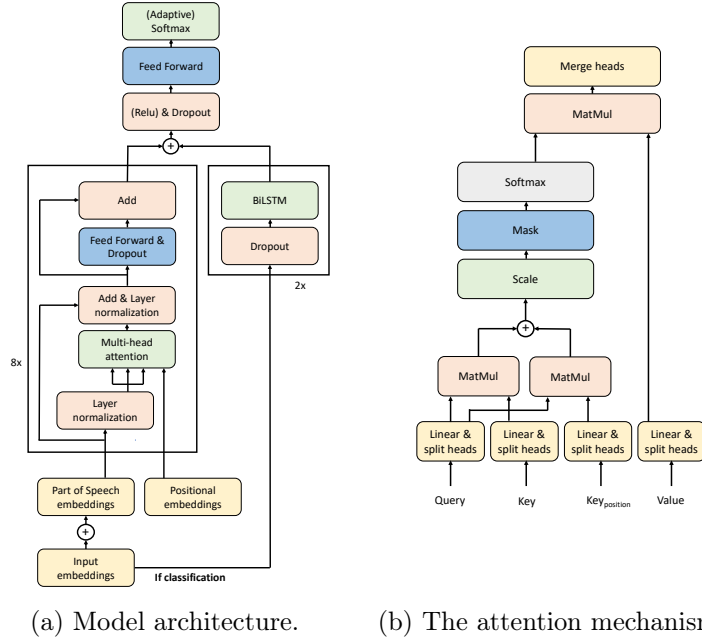 (Adaptive)
Softmax
Feed Forward
(Relu) & Dropout
+
Add
Feed Forward &
Dropout
Add & Layer
normalization
Multi-head
attention
Layer
normalization
8x
BiLSTM
Dropout
2x
Part of Speech
embeddings
Positional
embeddings
+
Input
embeddings
If classification
(a) Model architecture.
Merge heads
MatMul
Softmax
Mask
Scale
+
MatMul
MatMul
Linear &
split heads
Linear &
split heads
Linear &
split heads
Linear &
split heads
Query
Key
Key position
Value
(b) The attention mechanism